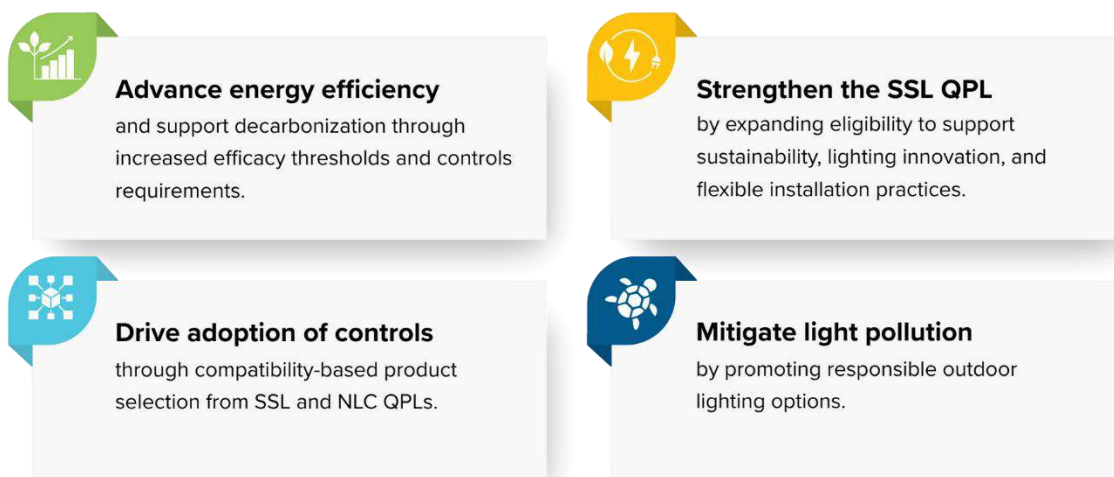 Advance energy efficiency
and support decarbonization through
increased efficacy thresholds and controls
requirements.
Strengthen the SSL QPL
by expanding eligibility to support
sustainability, lighting innovation, and
flexible installation practices.
Drive adoption of controls
through compatibility-based product
selection from SSL and NLC QPLs.
Mitigate light pollution
by promoting responsible outdoor
lighting options.